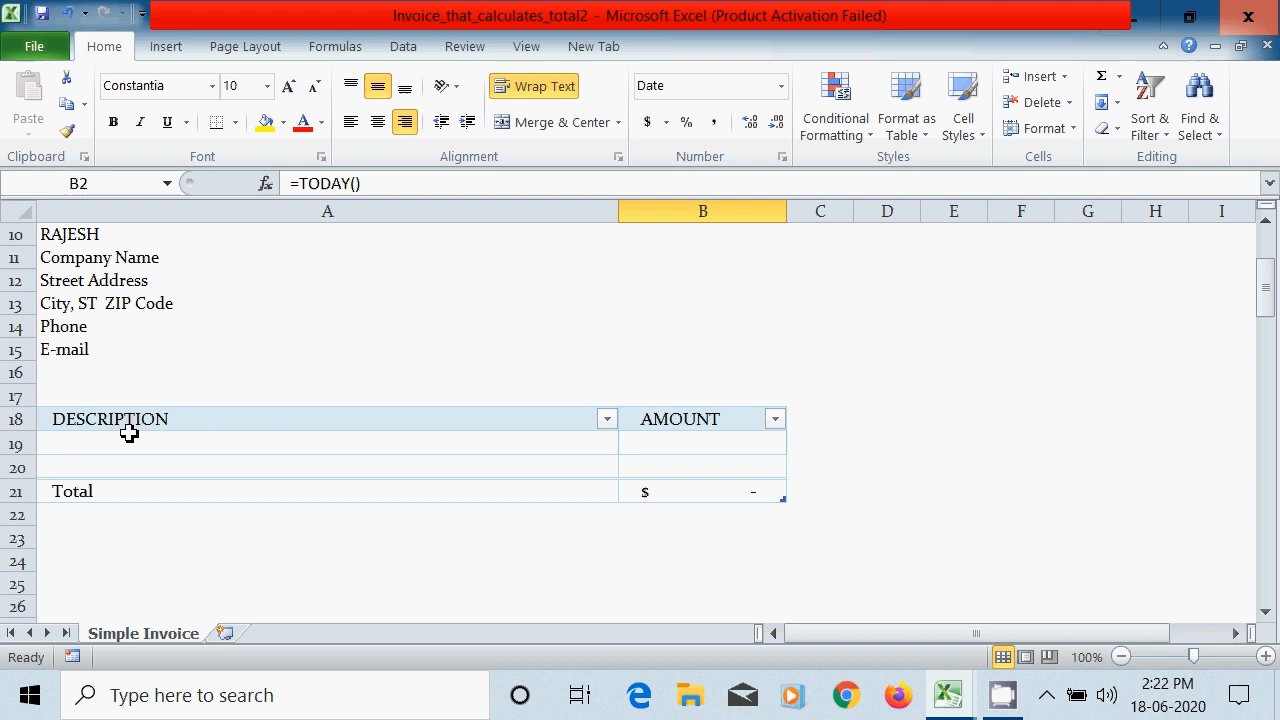 Invoice_that_calculates_total2 - Microsoft Excel (Product Activation Failed)
File Home Insert Page Layout Formulas Data Review View New Tab
Paste
Clipboard
Constantia 10
B I U
Font
Wrap Text
Merge & Center
Alignment
Date
$ % ,
Number
Conditional Formatting
Format as Table
Cell Styles
Styles
Insert
Delete
Format
Cells
Σ
Sort & Filter
Find & Select
Editing
B2 fx =TODAY()
A B C D E F G H I
10 RAJESH
11 Company Name
12 Street Address
13 City, ST ZIP Code
14 Phone
15 E-mail
16
17
18 DESCRIPTION AMOUNT
19
20
21 Total $ -
22
23
24
25
26
Simple Invoice
Ready 100%
Type here to search
2:22 PM
18-06-2020